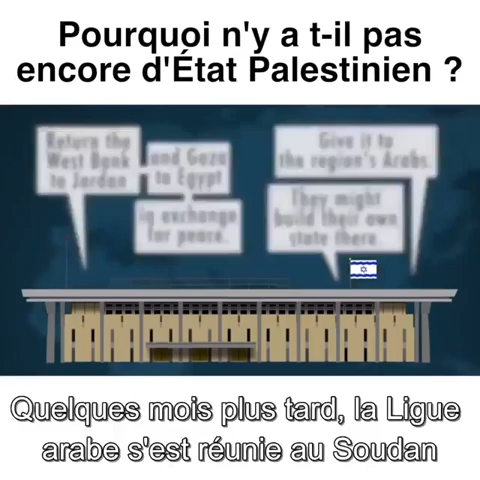 Pourquoi n'y a t-il pas
encore d'État Palestinien ?
Return the
West Bank
to Jordan
and Gaza
to Egypt
in exchange
for peace.
Give it to
the region's Arabs.
They might
build their own
state there.
Quelques mois plus tard, la Ligue
arabe s'est réunie au Soudan